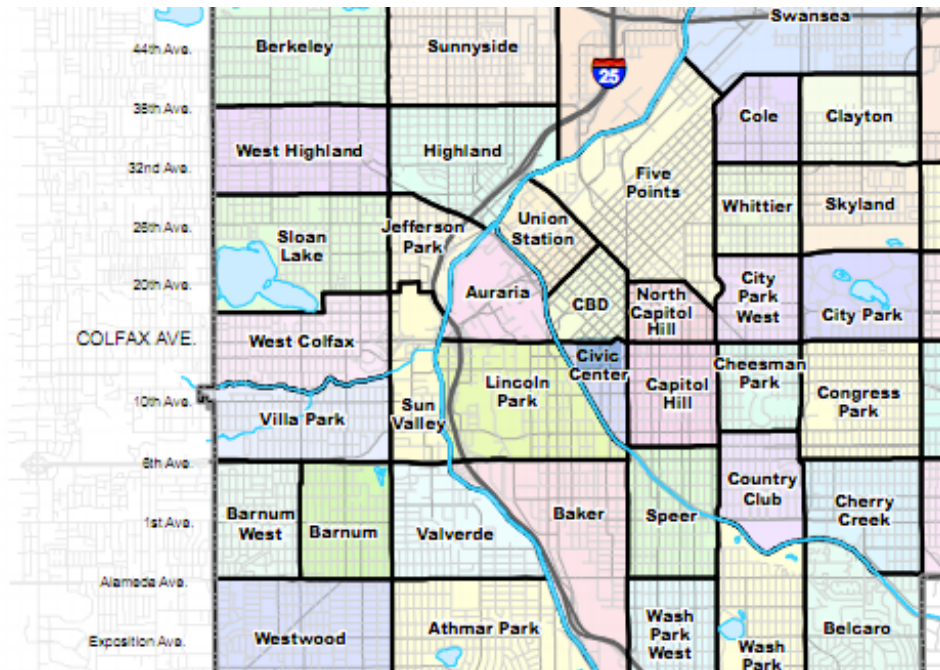 Swansea
44th Ave.
Berkeley
Sunnyside
25
38th Ave.
Cole
Clayton
West Highland
Highland
32nd Ave.
Five
Points
Whittier
Skyland
26th Ave.
Jefferson
Park
Union
Station
Sloan
Lake
20th Ave.
Auraria
CBD
North
Capitol
Hill
City
Park
West
City Park
COLFAX AVE.
West Colfax
Civic
Center
Cheesman
Park
Lincoln
Park
Capitol
Hill
Congress
Park
10th Ave.
Villa Park
Sun
Valley
6th Ave.
Country
Club
Cherry
Creek
Barnum
West
Barnum
Valverde
Baker
Speer
1st Ave.
Alameda Ave.
Wash
Park
West
Belcaro
Exposition Ave.
Westwood
Athmar Park
Wash
Park